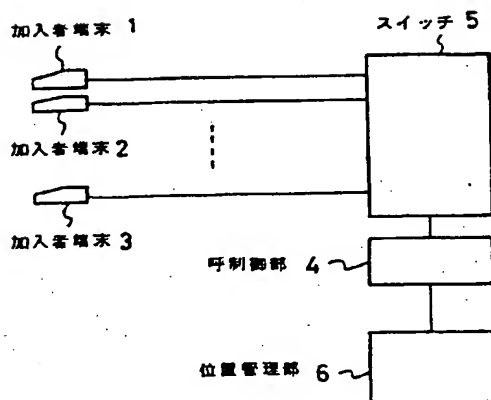 加入者端末 1
スイッチ 5
加入者端末 2
加入者端末 3
呼制御部 4
位置管理部 6